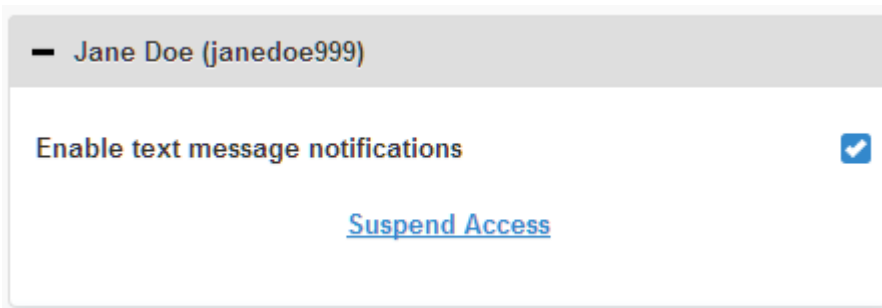 Jane Doe (janedoe999)
Enable text message notifications
Suspend Access